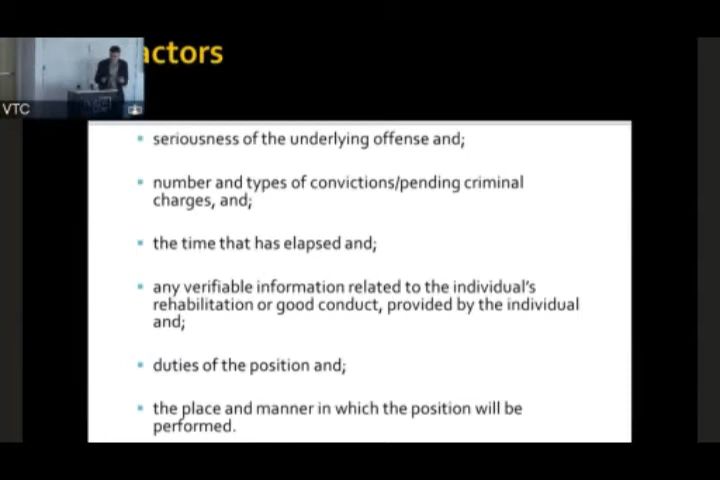 actors
VTC
seriousness of the underlying offense and;
number and types of convictions/pending criminal
charges, and;
the time that has elapsed and;
any verifiable information related to the individual's
rehabilitation or good conduct, provided by the individual
and;
duties of the position and;
the place and manner in which the position will be
performed.